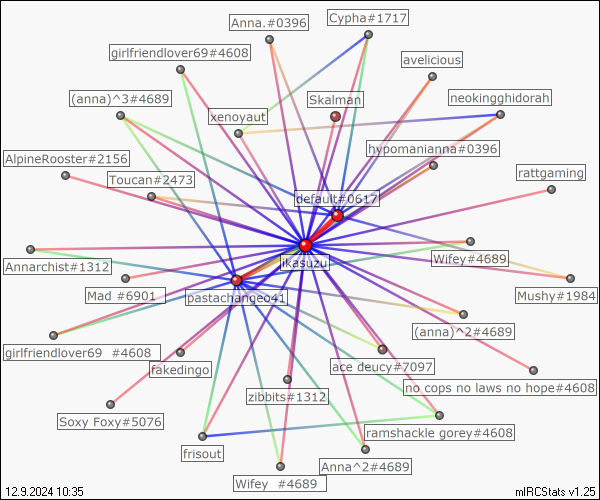 Anna.#0396
Cypha#1717
girlfriendlover69#4608
avelicious
(anna)^3#4689
Skalman
neokingghidorah
xenoyaut
hypomanianna#0396
AlpineRooster#2156
Toucan#2473
rattgaming
default#0617
ikasuzu
Wifey#4689
Annarchist#1312
Mad #6901
pastachangeo41
Mushy#1984
(anna)^2#4689
girlfriendlover69 #4608
fakedingo
ace deucy#7097
no cops no laws no hope#4608
zibbits#1312
Soxy Foxy#5076
ramshackle gorey#4608
frisout
Anna^2#4689
Wifey #4689
12.9.2024 10:35
mIRCStats v1.25